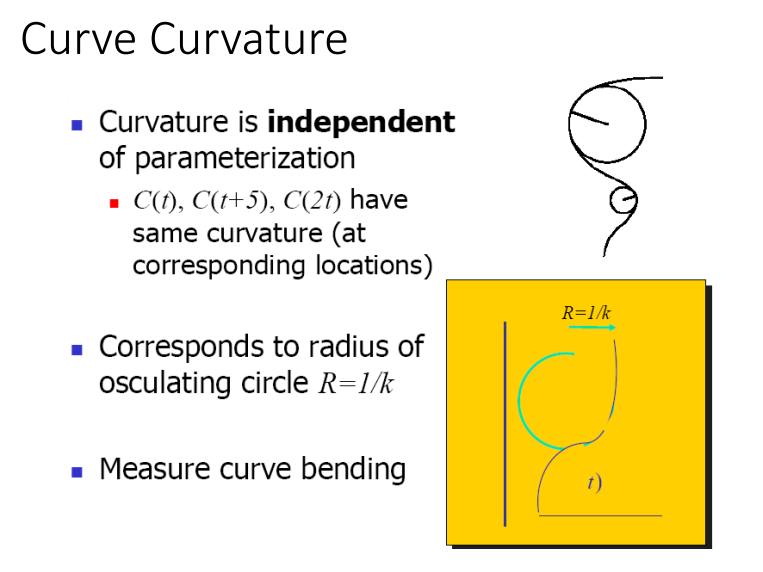 Curve Curvature
Curvature is independent
of parameterization
C(t), C(t+5), C(2t) have
same curvature (at
corresponding locations)
Corresponds to radius of
osculating circle R=1/k
Measure curve bending
R=1/k
t)